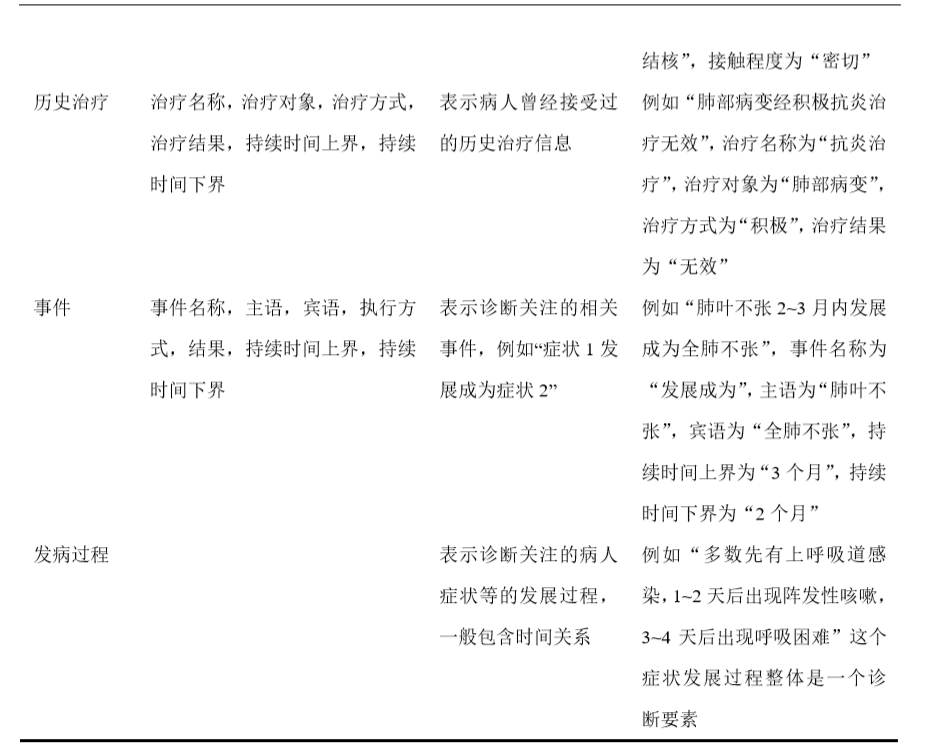 结核”，接触程度为“密切”
历史治疗
治疗名称，治疗对象，治疗方式，
治疗结果，持续时间上界，持续
时间下界
表示病人曾经接受过
的历史治疗信息
例如“肺部病变经积极抗炎治
疗无效”，治疗名称为“抗炎治
疗”，治疗对象为“肺部病变”，
治疗方式为“积极”，治疗结果
为“无效”
事件
事件名称，主语，宾语，执行方
式，结果，持续时间上界，持续
时间下界
表示诊断关注的相关
事件，例如“症状 1 发
展成为症状 2”
例如“肺叶不张 2~3 月内发展
成为全肺不张”，事件名称为
“发展成为”，主语为“肺叶不
张”，宾语为“全肺不张”，持
续时间上界为“3 个月”，持续
时间下界为“2 个月”
发病过程
表示诊断关注的病人
症状等的发展过程，
一般包含时间关系
例如“多数先有上呼吸道感
染，1~2 天后出现阵发性咳嗽，
3~4 天后出现呼吸困难”这个
症状发展过程整体是一个诊
断要素